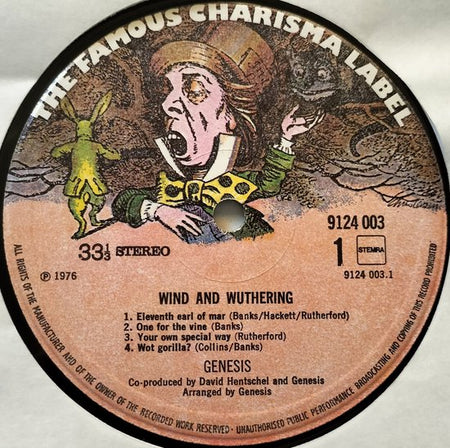 THE FAMOUS CHARISMA LABEL
9124 003
33⅓ STEREO
1
STEMRA
℗ 1976
9124 003.1
WIND AND WUTHERING
1. Eleventh earl of mar (Banks/Hackett/Rutherford)
2. One for the vine (Banks)
3. Your own special way (Rutherford)
4. Wot gorilla? (Collins/Banks)
GENESIS
Co-produced by David Hentschel and Genesis
Arranged by Genesis
ALL RIGHTS OF THE MANUFACTURER AND OF THE OWNER OF THE RECORDED WORK RESERVED · UNAUTHORISED PUBLIC PERFORMANCE BROADCASTING AND COPYING OF THIS RECORD PROHIBITED